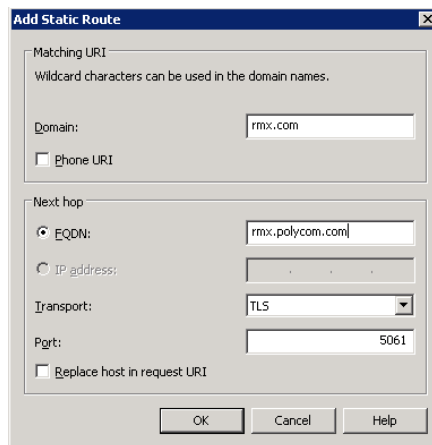 Add Static Route
Matching URI
Wildcard characters can be used in the domain names.
Domain: rmx.com
Phone URI
Next hop
FQDN: rmx.polycom.com
IP address: . . .
Transport: TLS
Port: 5061
Replace host in request URI
OK Cancel Help